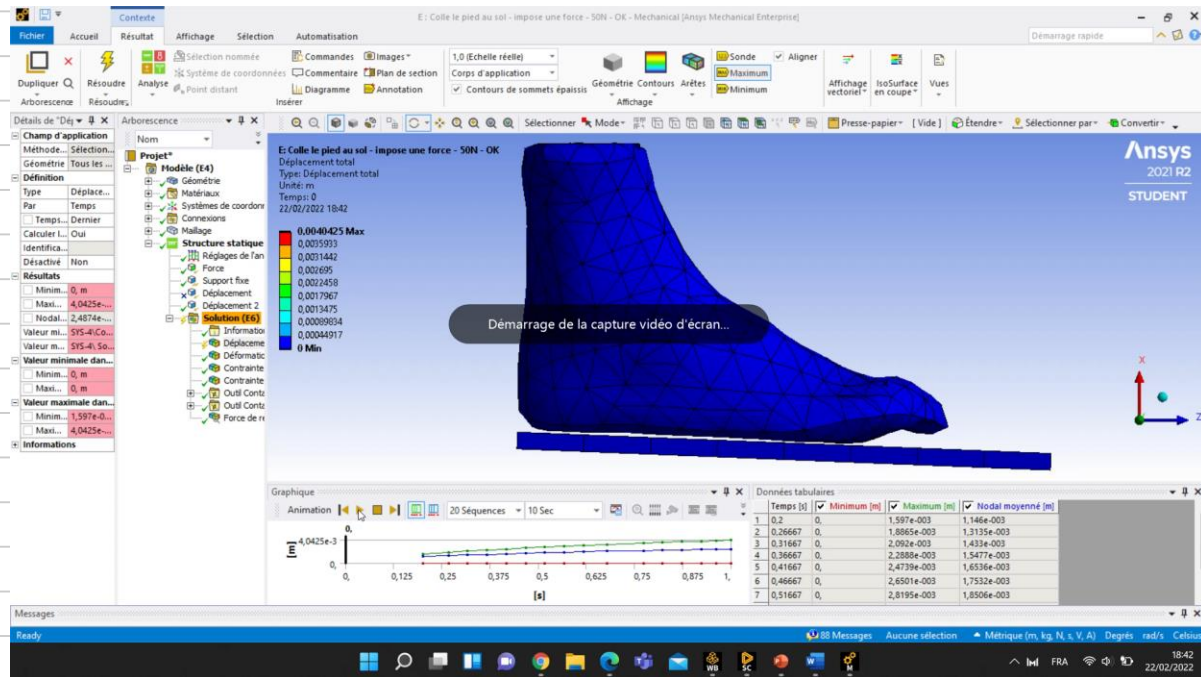 E : Colle le pied au sol - impose une force - 50N - OK - Mechanical [Ansys Mechanical Enterprise]
Contexte
Fichier Accueil Résultat Affichage Sélection Automatisation
Démarrage rapide
Dupliquer
Résoudre
Analyse
Sélection nommée
Système de coordonnées
Point distant
Commandes
Commentaire
Diagramme
Images
Plan de section
Annotation
1,0 (Echelle réelle)
Corps d'application
Contours de sommets épaissis
Géométrie Contours Arêtes
Sonde
Maximum
Minimum
Aligner
Affichage vectoriel
IsoSurface en coupe
Vues
Arborescence Résoudre Insérer Affichage
Sélectionner Mode
Presse-papier [ Vide ] Étendre Sélectionner par Convertir
Détails de "Dép
Champ d'application
Méthode... Sélection...
Géométrie Tous les ...
Définition
Type Déplace...
Par Temps
Temps... Dernier
Calculer l... Oui
Identifica...
Désactivé Non
Résultats
Minim... 0, m
Maxi... 4,0425e-...
Nodal... 2,4874e-...
Valeur mi... SYS-4\Co...
Valeur m... SYS-4\ So...
Valeur minimale dan...
Minim... 0, m
Maxi... 0, m
Valeur maximale dan...
Minim... 1,597e-0...
Maxi... 4,0425e-...
Informations
Arborescence
Nom
Projet*
Modèle (E4)
Géométrie
Matériaux
Systèmes de coordonn
Connexions
Maillage
Structure statique
Réglages de l'an
Force
Support fixe
Déplacement
Déplacement 2
Solution (E6)
Information
Déplaceme
Déformatic
Contrainte
Contrainte
Outil Conta
Outil Conta
Force de ré
E: Colle le pied au sol - impose une force - 50N - OK
Déplacement total
Type: Déplacement total
Unité: m
Temps: 0
22/02/2022 18:42
0,0040425 Max
0,0035933
0,0031442
0,002695
0,0022458
0,0017967
0,0013475
0,00089834
0,00044917
0 Min
Démarrage de la capture vidéo d'écran...
Ansys
2021 R2
STUDENT
X
Z
Graphique
Animation
20 Séquences
10 Sec
0,
4,0425e-3
0,
[m]
0, 0,125 0,25 0,375 0,5 0,625 0,75 0,875 1,
[s]
Données tabulaires
Temps [s] Minimum [m] Maximum [m] Nodal moyenné [m]
1 0,2 0, 1,597e-003 1,146e-003
2 0,26667 0, 1,8865e-003 1,3135e-003
3 0,31667 0, 2,092e-003 1,433e-003
4 0,36667 0, 2,2888e-003 1,5477e-003
5 0,41667 0, 2,4739e-003 1,6536e-003
6 0,46667 0, 2,6501e-003 1,7532e-003
7 0,51667 0, 2,8195e-003 1,8506e-003
Messages
Ready
88 Messages Aucune sélection Métrique (m, kg, N, s, V, A) Degrés rad/s Celsius
FRA
18:42
22/02/2022